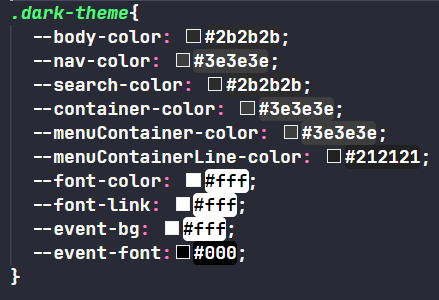 .dark-theme{
--body-color: #2b2b2b;
--nav-color: #3e3e3e;
--search-color: #2b2b2b;
--container-color: #3e3e3e;
--menuContainer-color: #3e3e3e;
--menuContainerLine-color: #212121;
--font-color: #fff;
--font-link: #fff;
--event-bg: #fff;
--event-font: #000;
}